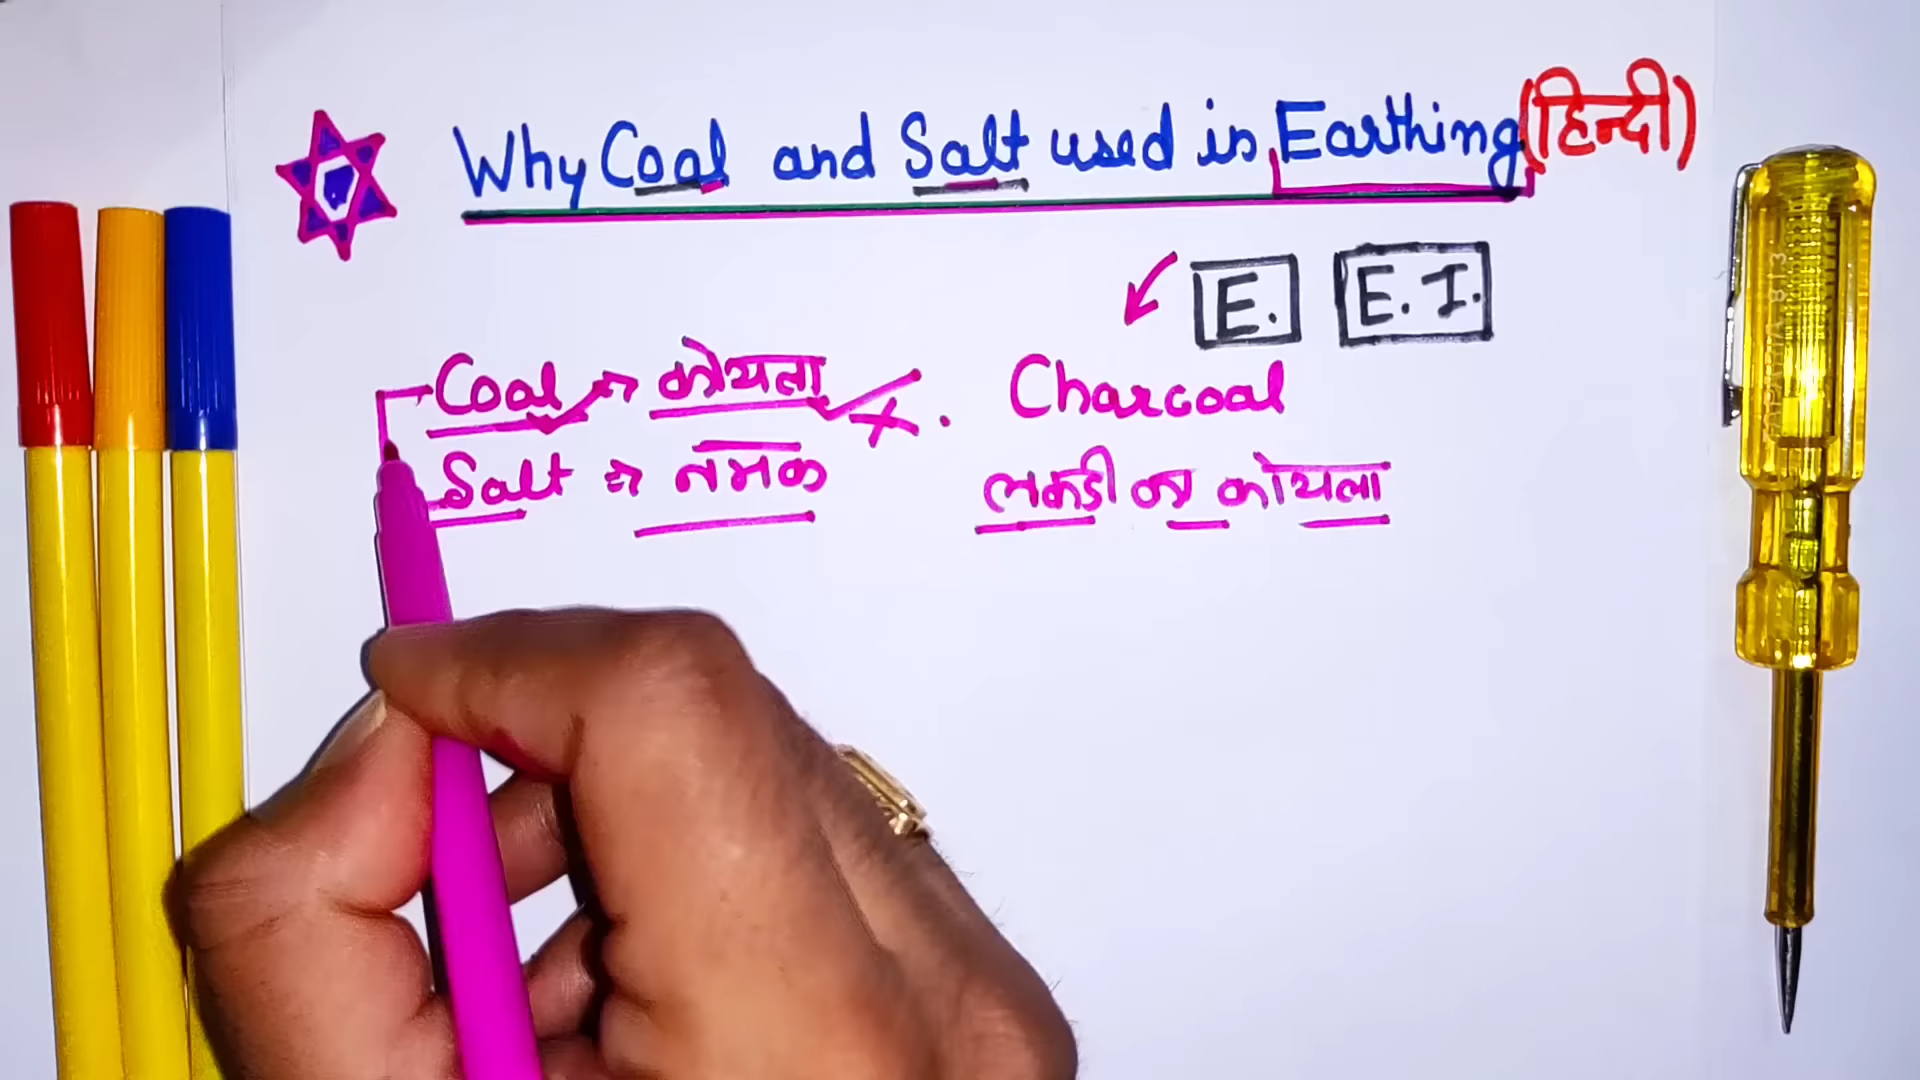 Why Coal and Salt used in Earthing (हिन्दी)
E. E. I.
Coal ⇒ कोयला ✓ ✗. Charcoal
Salt ⇒ नमक लकडी का कोयला